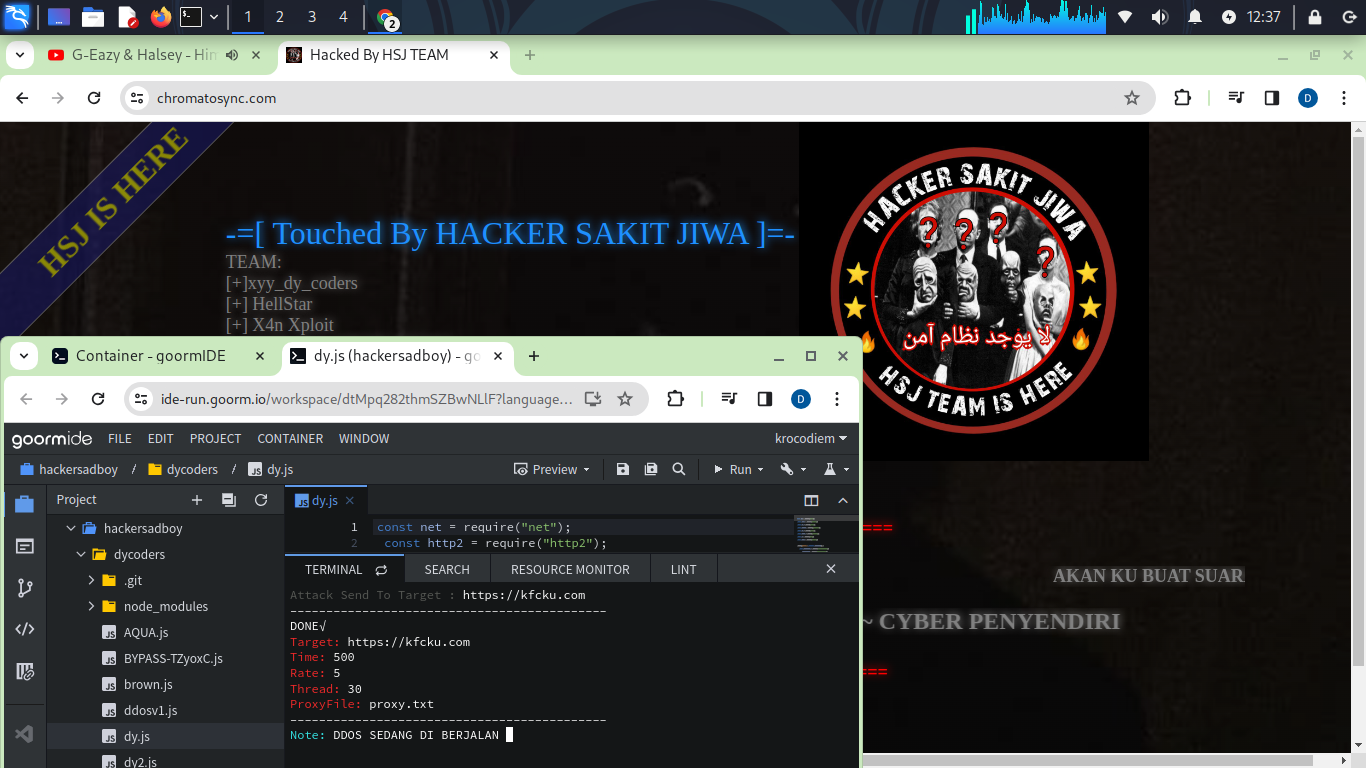 1 2 3 4 2 12:37
G-Eazy & Halsey - Him
Hacked By HSJ TEAM
chromatosync.com
D
HSJ IS HERE
-=[ Touched By HACKER SAKIT JIWA ]=-
TEAM:
[+]xyy_dy_coders
[+] HellStar
[+] X4n Xploit
HACKER SAKIT JIWA
? ? ? ?
لا يوجد نظام آمن
HSJ TEAM IS HERE
===
AKAN KU BUAT SUAR
~ CYBER PENYENDIRI
===
Container - goormIDE
dy.js (hackersadboy) - go
ide-run.goorm.io/workspace/dtMpq282thmSZBwNLlF?language...
D
goormide FILE EDIT PROJECT CONTAINER WINDOW krocodiem
hackersadboy / dycoders / dy.js Preview Run
Project
hackersadboy
dycoders
.git
node_modules
AQUA.js
BYPASS-TZyoxC.js
brown.js
ddosv1.js
dy.js
dy2.js
dy.js
1 const net = require("net");
2 const http2 = require("http2");
TERMINAL SEARCH RESOURCE MONITOR LINT
Attack Send To Target : https://kfcku.com
--------------------------------------------
DONE√
Target: https://kfcku.com
Time: 500
Rate: 5
Thread: 30
ProxyFile: proxy.txt
--------------------------------------------
Note: DDOS SEDANG DI BERJALAN